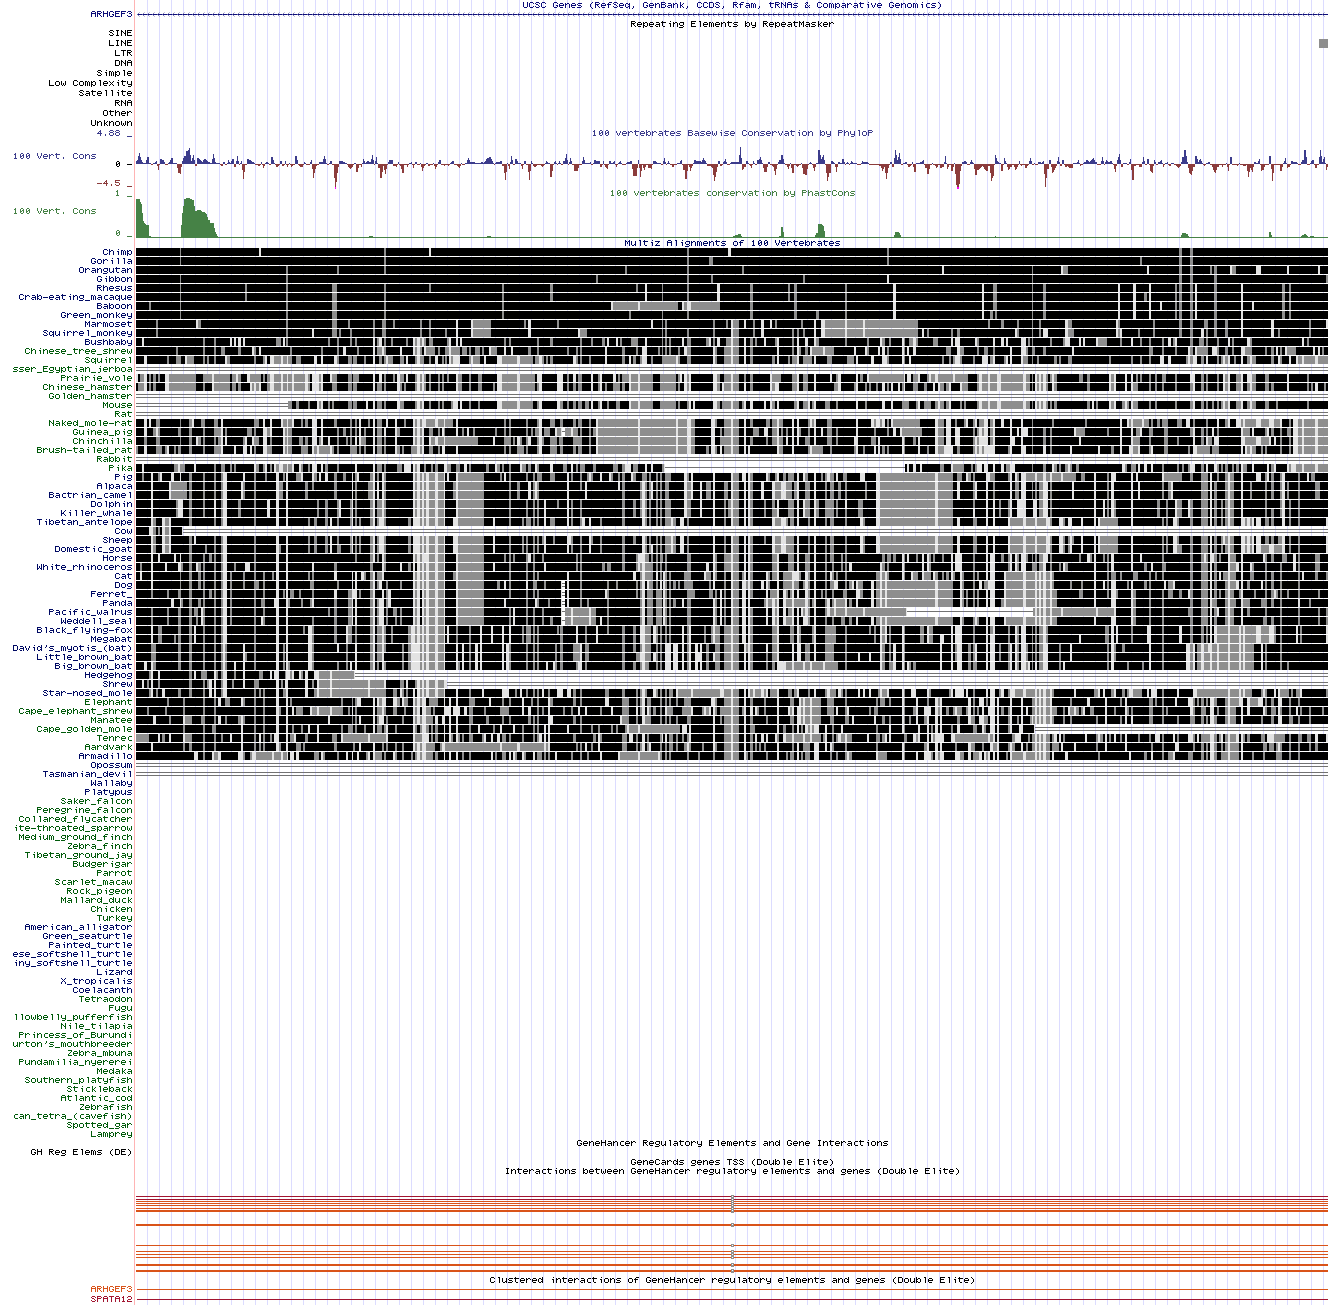 UCSC Genes (RefSeq, GenBank, CCDS, Rfam, tRNAs & Comparative Genomics)
ARHGEF3
Repeating Elements by RepeatMasker
SINE
LINE
LTR
DNA
Simple
Low Complexity
Satellite
RNA
Other
Unknown
4.88 _
100 vertebrates Basewise Conservation by PhyloP
100 Vert. Cons
0 _
-4.5 _
1 _
100 vertebrates conservation by PhastCons
100 Vert. Cons
0 _
Multiz Alignments of 100 Vertebrates
Chimp
Gorilla
Orangutan
Gibbon
Rhesus
Crab-eating_macaque
Baboon
Green_monkey
Marmoset
Squirrel_monkey
Bushbaby
Chinese_tree_shrew
Squirrel
sser_Egyptian_jerboa
Prairie_vole
Chinese_hamster
Golden_hamster
Mouse
Rat
Naked_mole-rat
Guinea_pig
Chinchilla
Brush-tailed_rat
Rabbit
Pika
Pig
Alpaca
Bactrian_camel
Dolphin
Killer_whale
Tibetan_antelope
Cow
Sheep
Domestic_goat
Horse
White_rhinoceros
Cat
Dog
Ferret_
Panda
Pacific_walrus
Weddell_seal
Black_flying-fox
Megabat
David's_myotis_(bat)
Little_brown_bat
Big_brown_bat
Hedgehog
Shrew
Star-nosed_mole
Elephant
Cape_elephant_shrew
Manatee
Cape_golden_mole
Tenrec
Aardvark
Armadillo
Opossum
Tasmanian_devil
Wallaby
Platypus
Saker_falcon
Peregrine_falcon
Collared_flycatcher
ite-throated_sparrow
Medium_ground_finch
Zebra_finch
Tibetan_ground_jay
Budgerigar
Parrot
Scarlet_macaw
Rock_pigeon
Mallard_duck
Chicken
Turkey
American_alligator
Green_seaturtle
Painted_turtle
ese_softshell_turtle
iny_softshell_turtle
Lizard
X_tropicalis
Coelacanth
Tetraodon
Fugu
llowbelly_pufferfish
Nile_tilapia
Princess_of_Burundi
urton's_mouthbreeder
Zebra_mbuna
Pundamilia_nyererei
Medaka
Southern_platyfish
Stickleback
Atlantic_cod
Zebrafish
can_tetra_(cavefish)
Spotted_gar
Lamprey
GeneHancer Regulatory Elements and Gene Interactions
GH Reg Elems (DE)
GeneCards genes TSS (Double Elite)
Interactions between GeneHancer regulatory elements and genes (Double Elite)
Clustered interactions of GeneHancer regulatory elements and genes (Double Elite)
ARHGEF3
SPATA12